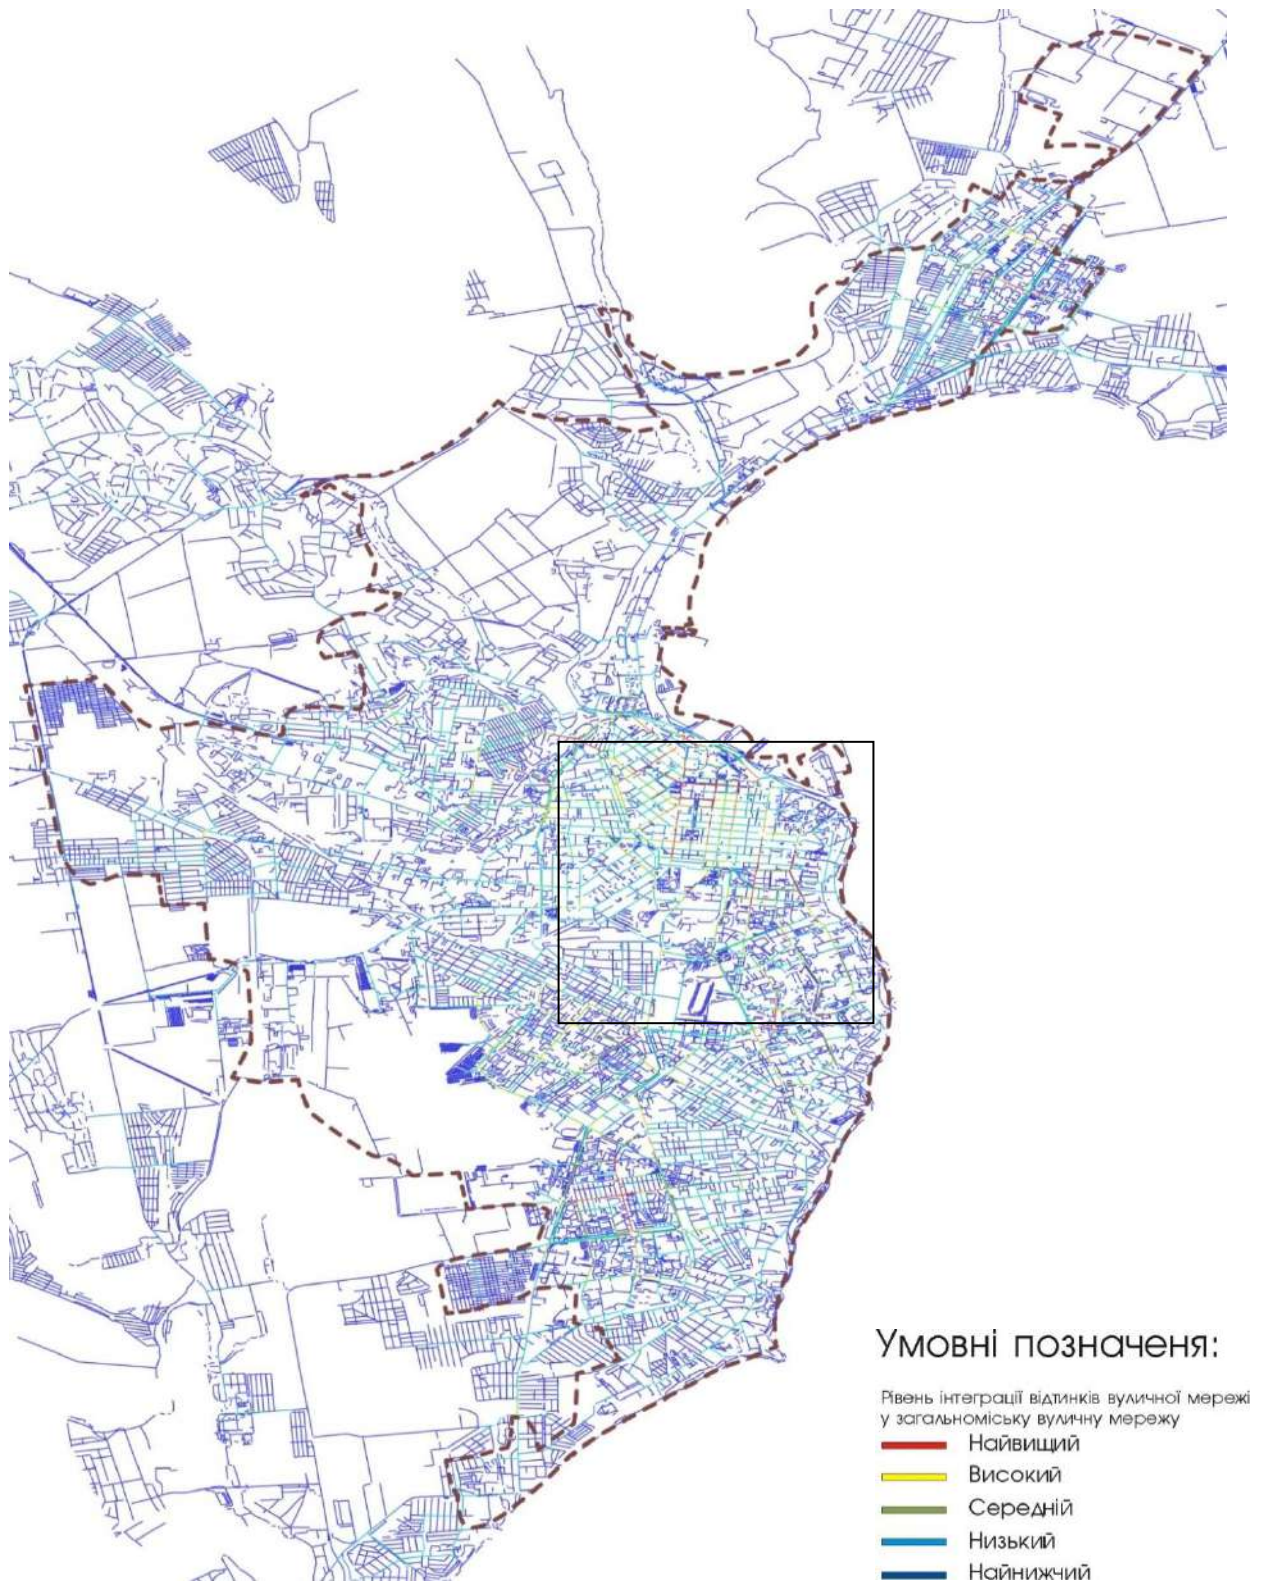 Умовні позначеня:
Рівень інтеграції відтинків вуличної мережі
у загальноміську вуличну мережу
Найвищий
Високий
Середній
Низький
Найнижчий